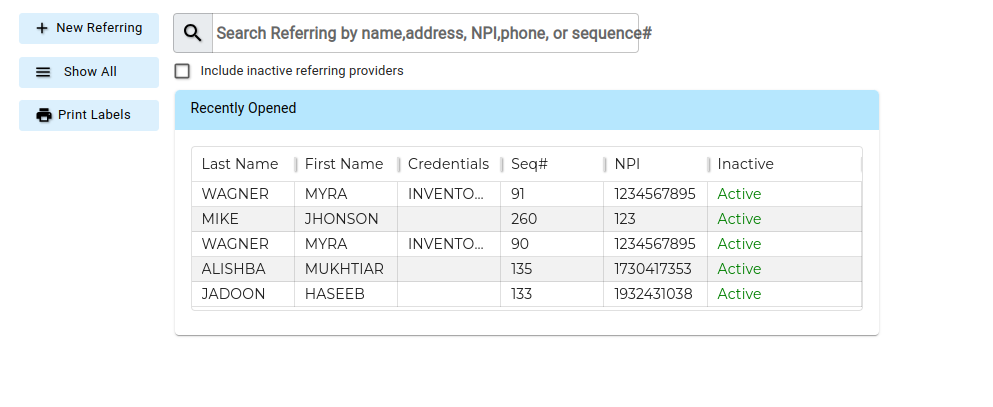 New Referring
Show All
Print Labels
Search Referring by name,address, NPI,phone, or sequence#
Include inactive referring providers
Recently Opened
Last Name First Name Credentials Seq# NPI Inactive
WAGNER MYRA INVENTO... 91 1234567895 Active
MIKE JHONSON 260 123 Active
WAGNER MYRA INVENTO... 90 1234567895 Active
ALISHBA MUKHTIAR 135 1730417353 Active
JADOON HASEEB 133 1932431038 Active